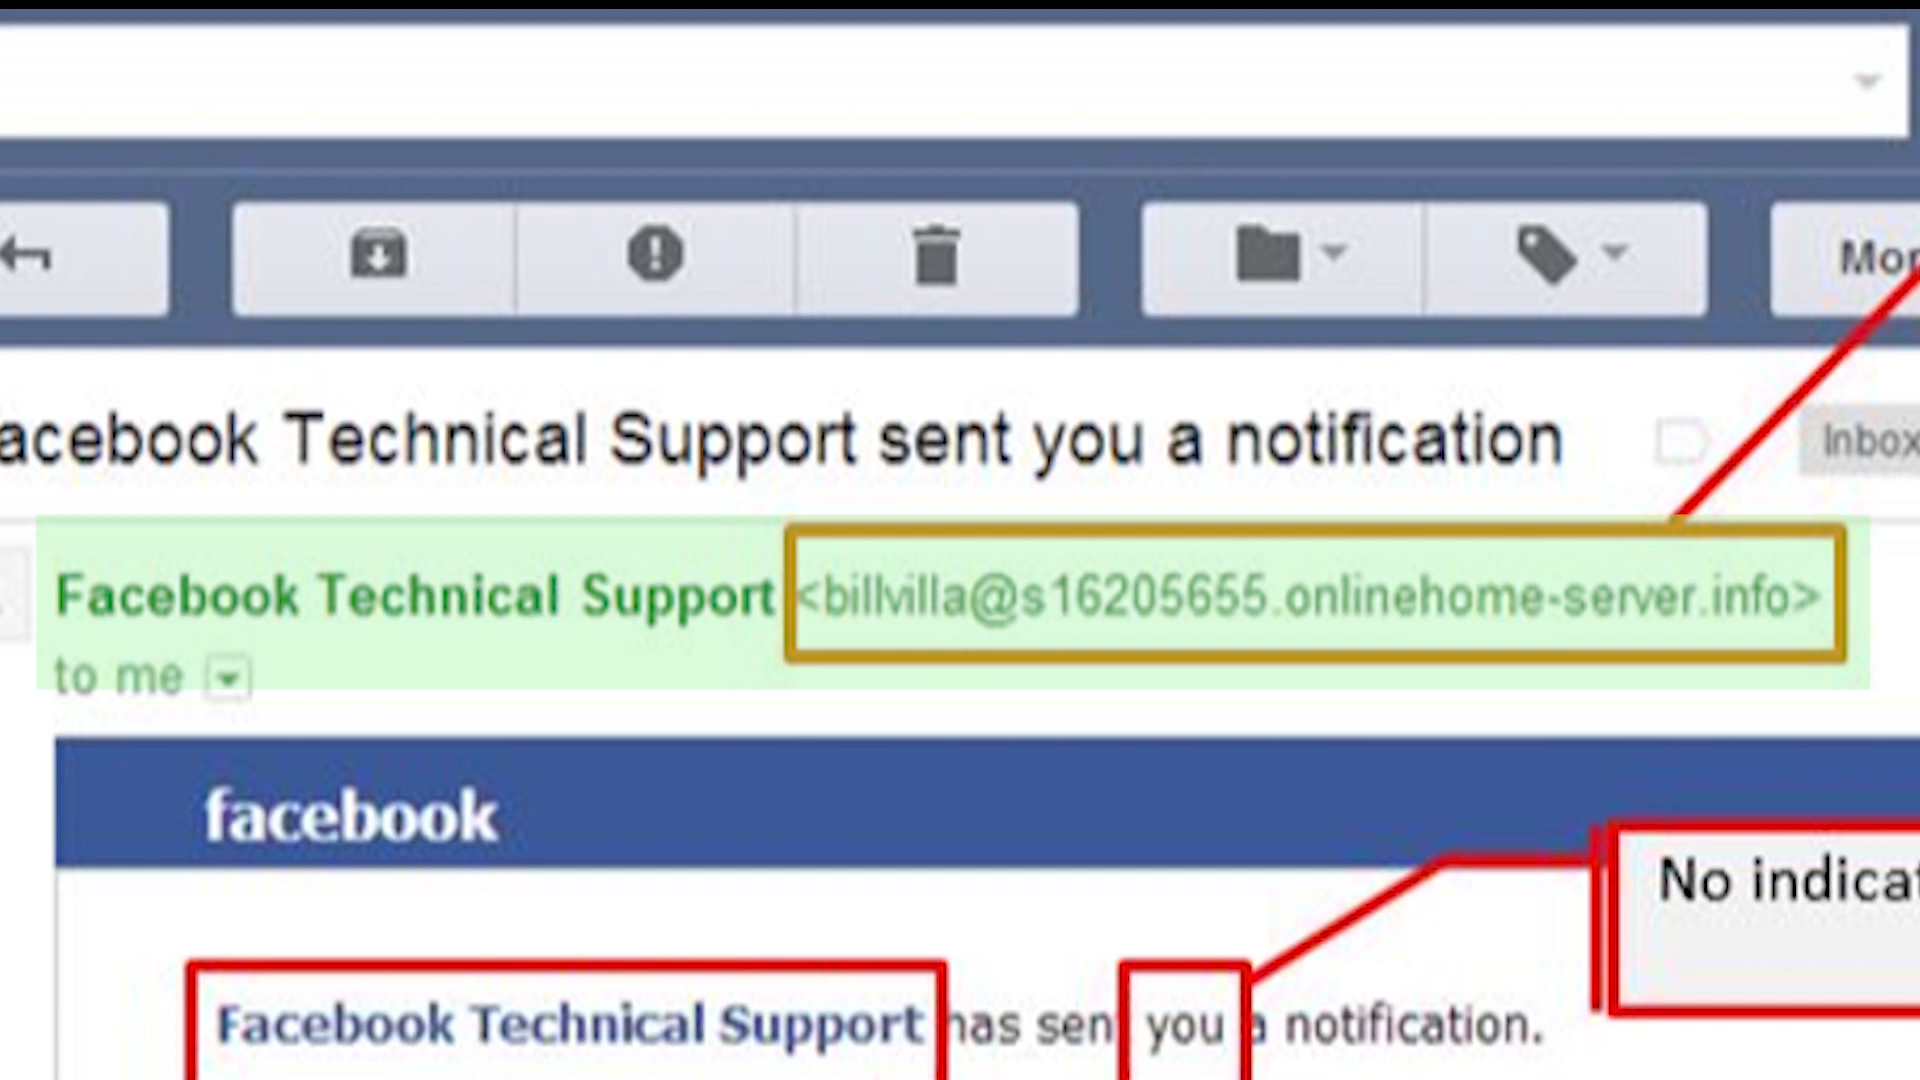 Mor
acebook Technical Support sent you a notification
Inbox
Facebook Technical Support <billvilla@s16205655.onlinehome-server.info>
to me
facebook
No indicat
Facebook Technical Support has sen you a notification.